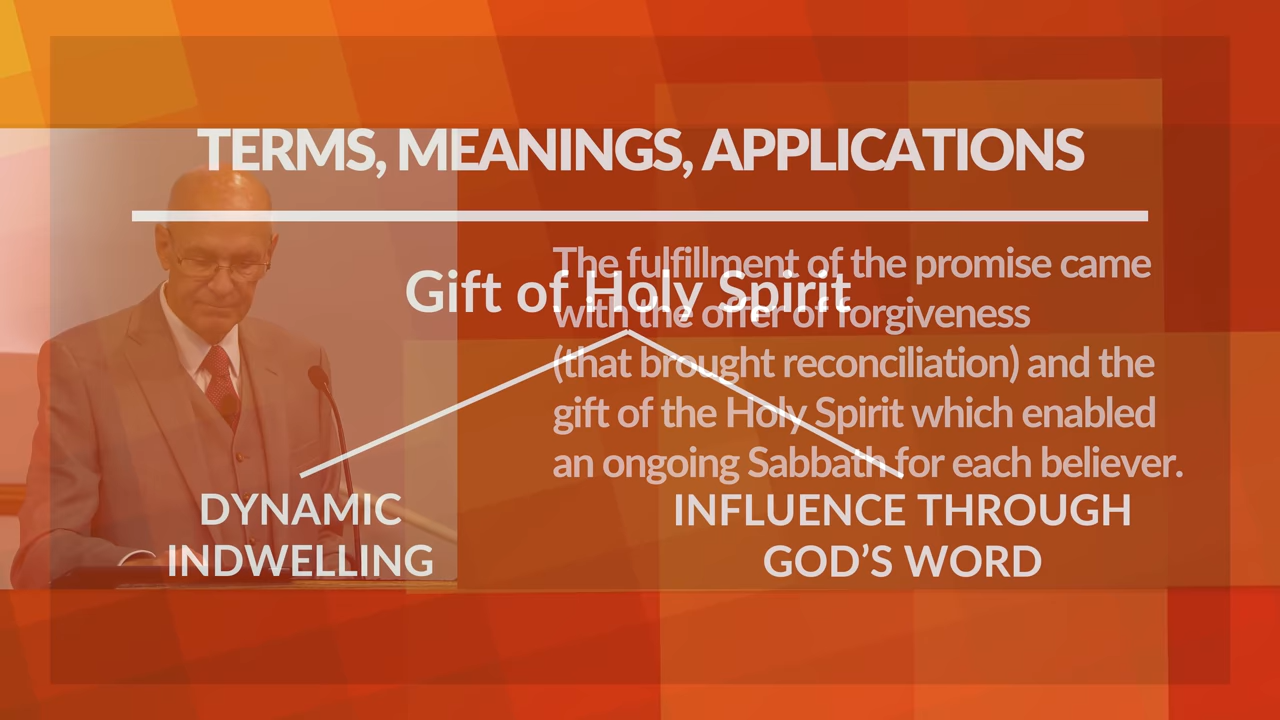 TERMS, MEANINGS, APPLICATIONS
Gift of Holy Spirit
The fulfillment of the promise came
with the offer of forgiveness
(that brought reconciliation) and the
gift of the Holy Spirit which enabled
an ongoing Sabbath for each believer.
DYNAMIC
INDWELLING
INFLUENCE THROUGH
GOD'S WORD